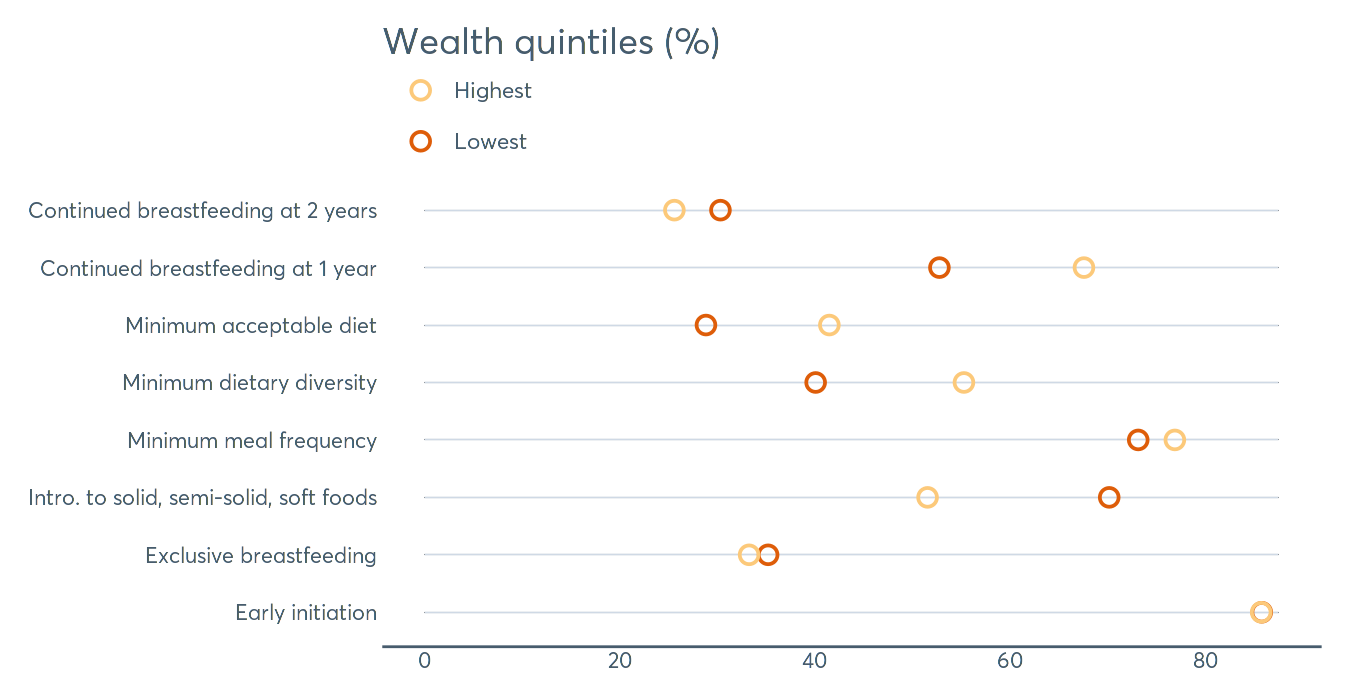 Wealth quintiles (%)
Highest
Lowest
Continued breastfeeding at 2 years
Continued breastfeeding at 1 year
Minimum acceptable diet
Minimum dietary diversity
Minimum meal frequency
Intro. to solid, semi-solid, soft foods
Exclusive breastfeeding
Early initiation
0 20 40 60 80